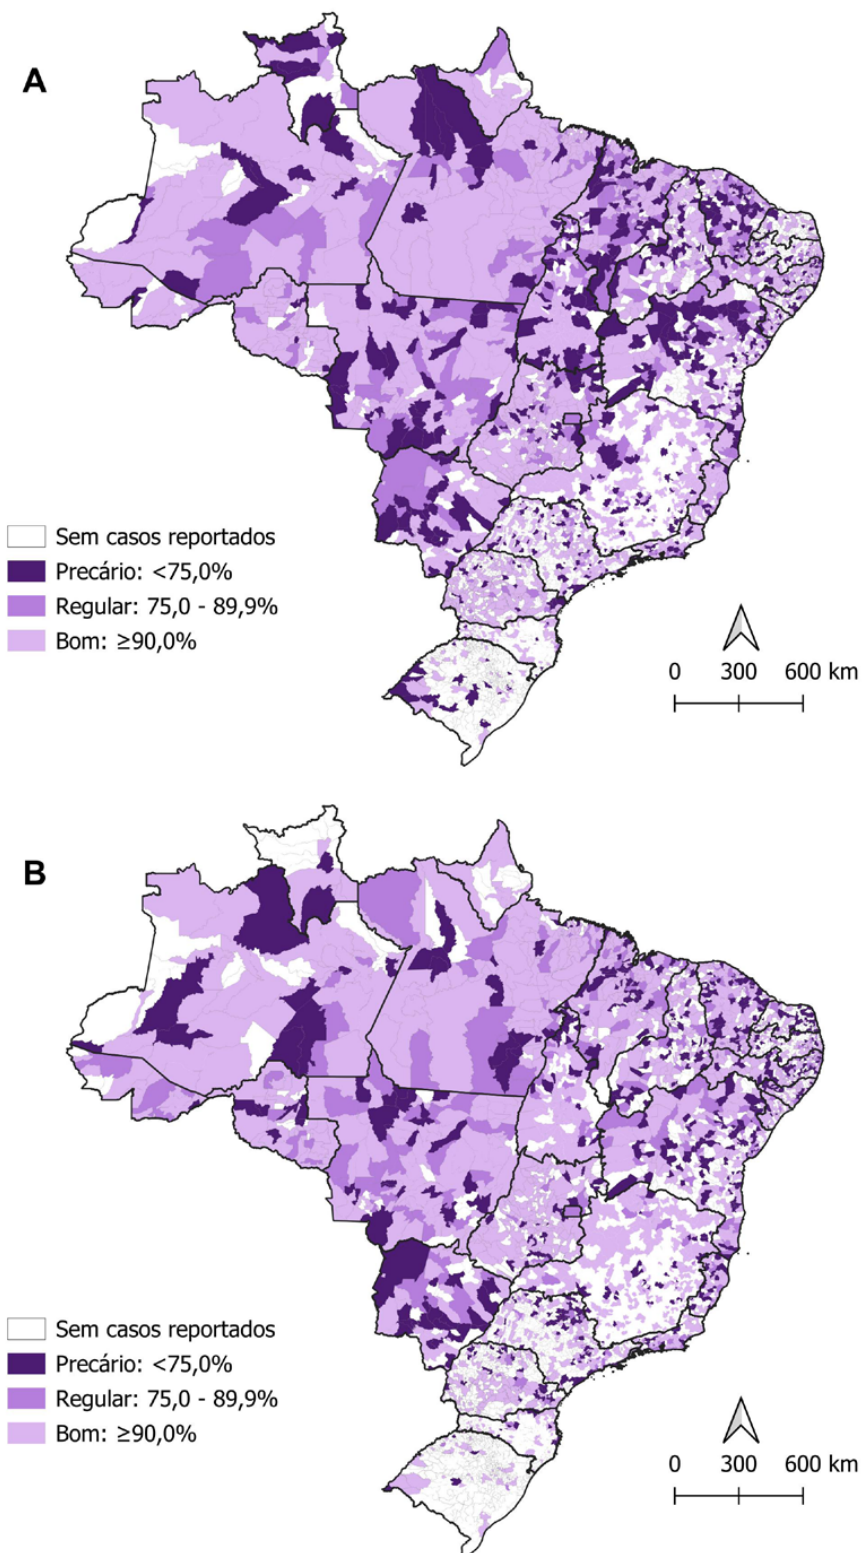 A
Sem casos reportados
Precário: <75,0%
Regular: 75,0 - 89,9%
Bom: ≥90,0%
0 300 600 km
B
Sem casos reportados
Precário: <75,0%
Regular: 75,0 - 89,9%
Bom: ≥90,0%
0 300 600 km